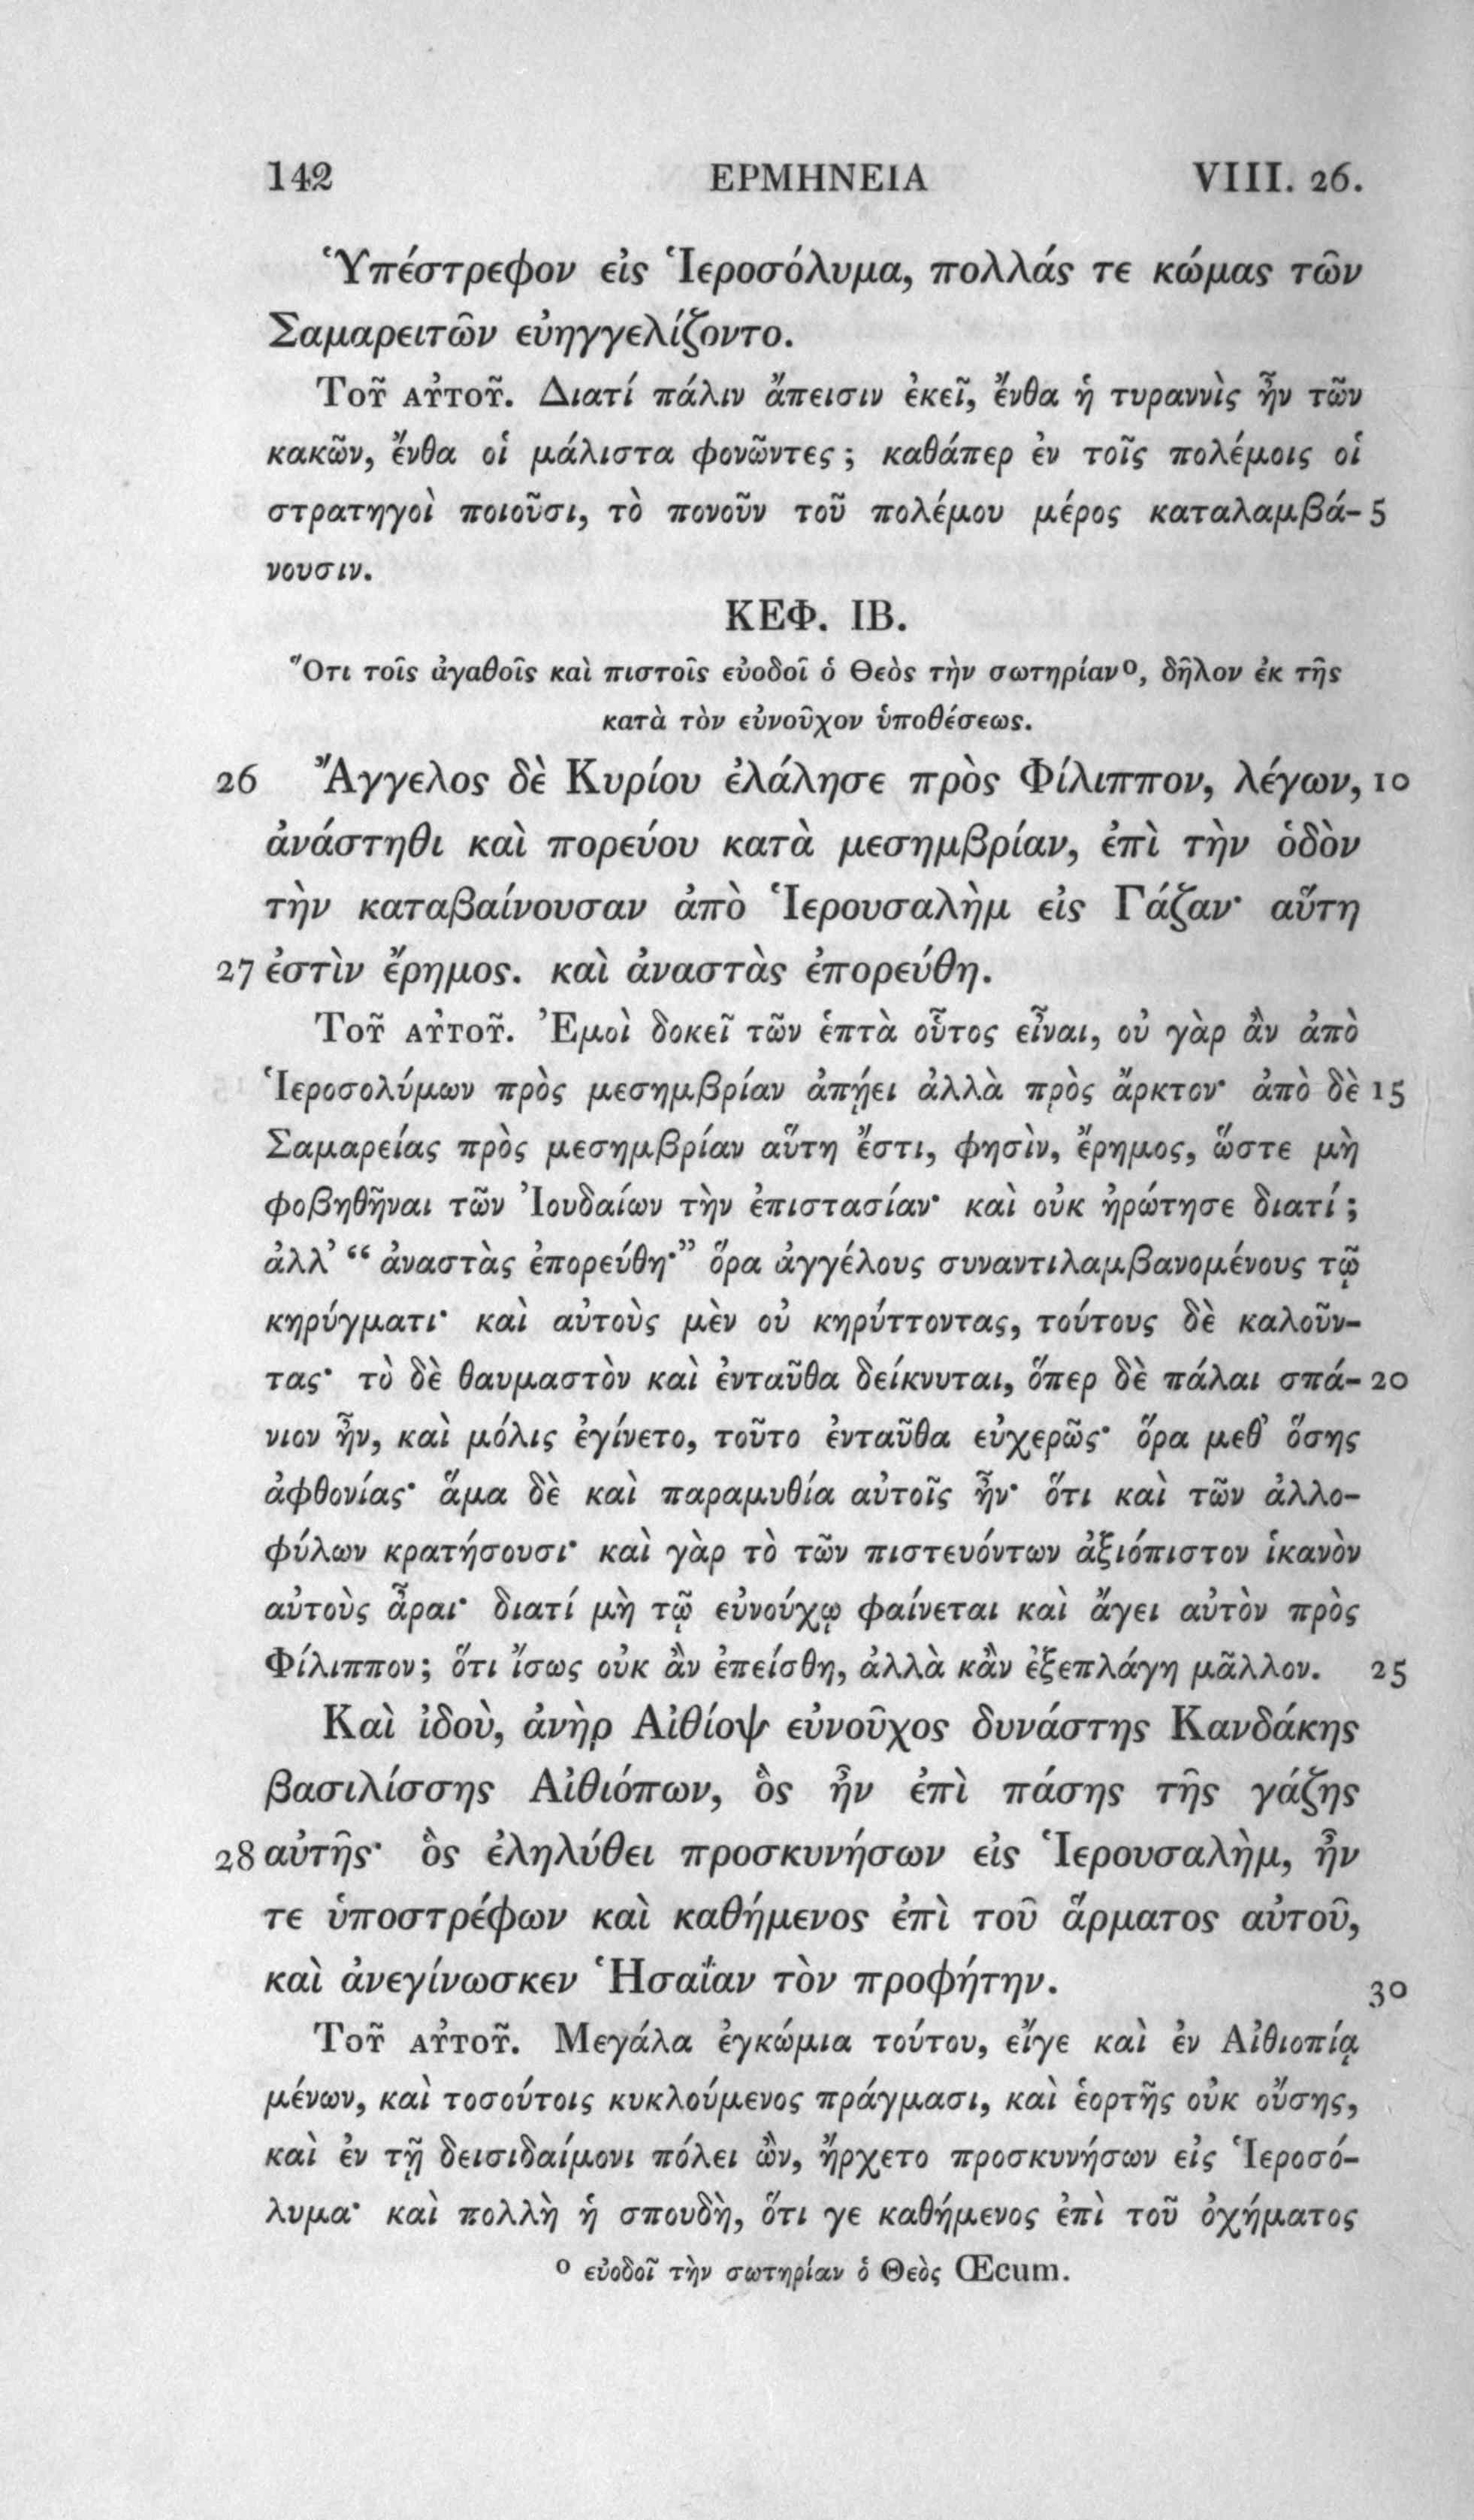 142 ΕΡΜΗΝΕΙΑ VIII. 26.
Ὑπέστρεφον εἰς Ἱεροσόλυμα, πολλάς τε κώμας τῶν
Σαμαρειτῶν εὐηγγελίζοντο.
Τοῦ αὐτοῦ. Διατί πάλιν ἄπεισιν ἐκεῖ, ἔνθα ἡ τυραννὶς ἦν τῶν
κακῶν, ἔνθα οἱ μάλιστα φονῶντες ; καθάπερ ἐν τοῖς πολέμοις οἱ
στρατηγοὶ ποιοῦσι, τὸ πονοῦν τοῦ πολέμου μέρος καταλαμβά- 5
νουσιν.
ΚΕΦ. ΙΒ.
Ὅτι τοῖς ἀγαθοῖς καὶ πιστοῖς εὐοδοῖ ὁ Θεὸς τὴν σωτηρίαν ο, δῆλον ἐκ τῆς
κατὰ τὸν εὐνοῦχον ὑποθέσεως.
26 Ἄγγελος δὲ Κυρίου ἐλάλησε πρὸς Φίλιππον, λέγων, 10
ἀνάστηθι καὶ πορεύου κατὰ μεσημβρίαν, ἐπὶ τὴν ὁδὸν
τὴν καταβαίνουσαν ἀπὸ Ἱερουσαλὴμ εἰς Γάζαν· αὕτη
27 ἐστὶν ἔρημος. καὶ ἀναστὰς ἐπορεύθη.
Τοῦ αὐτοῦ. Ἐμοὶ δοκεῖ τῶν ἑπτὰ οὗτος εἶναι, οὐ γὰρ ἂν ἀπὸ
Ἱεροσολύμων πρὸς μεσημβρίαν ἀπῄει ἀλλὰ πρὸς ἄρκτον· ἀπὸ δὲ 15
Σαμαρείας πρὸς μεσημβρίαν αὕτη ἔστι, φησὶν, ἔρημος, ὥστε μὴ
φοβηθῆναι τῶν Ἰουδαίων τὴν ἐπιστασίαν· καὶ οὐκ ἠρώτησε διατί ;
ἀλλ’ “ ἀναστὰς ἐπορεύθη·” ὅρα ἀγγέλους συναντιλαμβανομένους τῷ
κηρύγματι· καὶ αὐτοὺς μὲν οὐ κηρύττοντας, τούτους δὲ καλοῦν-
τας· τὸ δὲ θαυμαστὸν καὶ ἐνταῦθα δείκνυται, ὅπερ δὲ πάλαι σπά- 20
νιον ἦν, καὶ μόλις ἐγίνετο, τοῦτο ἐνταῦθα εὐχερῶς· ὅρα μεθ’ ὅσης
ἀφθονίας· ἅμα δὲ καὶ παραμυθία αὐτοῖς ἦν· ὅτι καὶ τῶν ἀλλο-
φύλων κρατήσουσι· καὶ γὰρ τὸ τῶν πιστευόντων ἀξιόπιστον ἱκανὸν
αὐτοὺς ἆραι· διατί μὴ τῷ εὐνούχῳ φαίνεται καὶ ἄγει αὐτὸν πρὸς
Φίλιππον; ὅτι ἴσως οὐκ ἂν ἐπείσθη, ἀλλὰ κἂν ἐξεπλάγη μᾶλλον. 25
Καὶ ἰδοὺ, ἀνὴρ Αἰθίοψ εὐνοῦχος δυνάστης Κανδάκης
βασιλίσσης Αἰθιόπων, ὃς ἦν ἐπὶ πάσης τῆς γάζης
28 αὐτῆς· ὃς ἐληλύθει προσκυνήσων εἰς Ἱερουσαλὴμ, ἦν
τε ὑποστρέφων καὶ καθήμενος ἐπὶ τοῦ ἅρματος αὐτοῦ,
καὶ ἀνεγίνωσκεν Ἡσαΐαν τὸν προφήτην. 30
Τοῦ αὐτοῦ. Μεγάλα ἐγκώμια τούτου, εἴγε καὶ ἐν Αἰθιοπίᾳ
μένων, καὶ τοσούτοις κυκλούμενος πράγμασι, καὶ ἑορτῆς οὐκ οὔσης,
καὶ ἐν τῇ δεισιδαίμονι πόλει ὢν, ἤρχετο προσκυνήσων εἰς Ἱεροσό-
λυμα· καὶ πολλὴ ἡ σπουδὴ, ὅτι γε καθήμενος ἐπὶ τοῦ ὀχήματος
ο εὐοδοῖ τὴν σωτηρίαν ὁ Θεὸς Œcum.